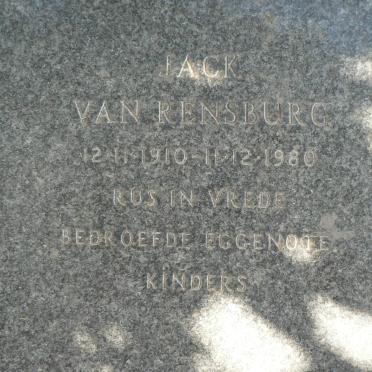 JACK
VAN RENSBURG
12·11·1910-11·12·1980
RUS IN VREDE
BEDROEFDE EGGENOTE
KINDERS